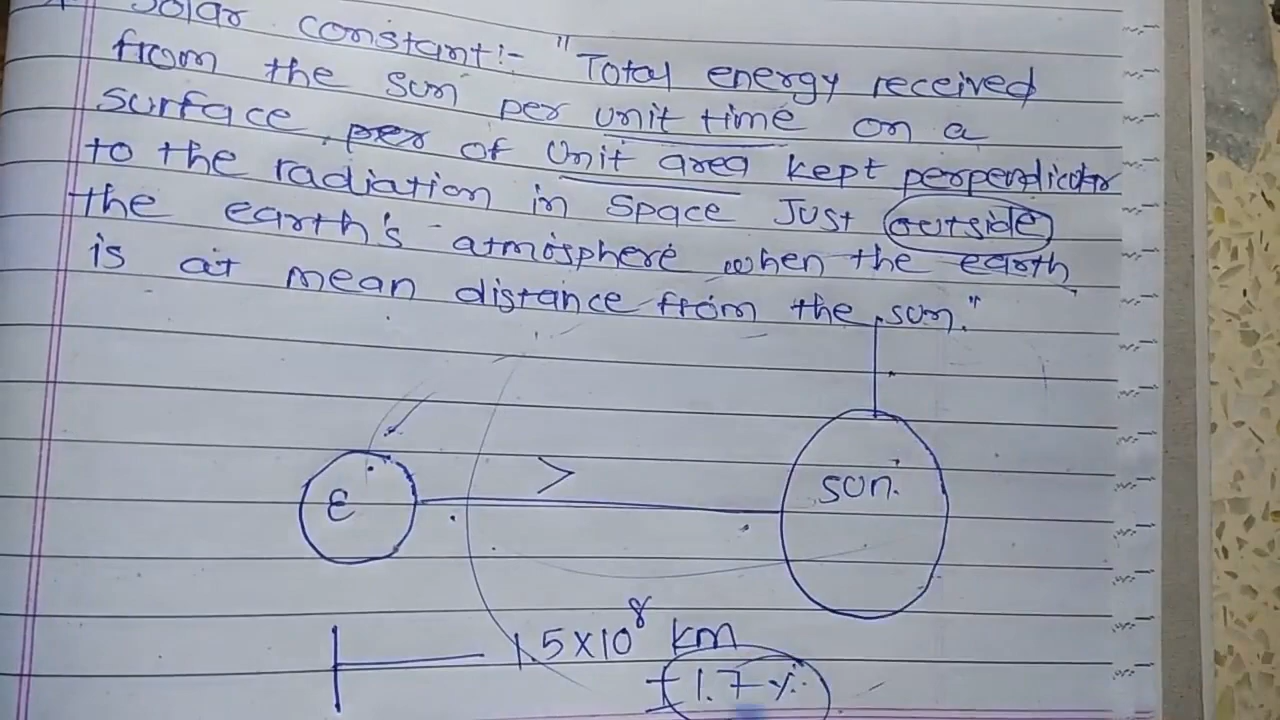 Solar constant:- "Total energy received
from the sun per unit time on a
surface per of unit area kept perpendicular
to the radiation in space Just outside
the earth's atmosphere when the earth
is at mean distance from the sun."
E
sun.
1.5x10⁸ km
±1.7%